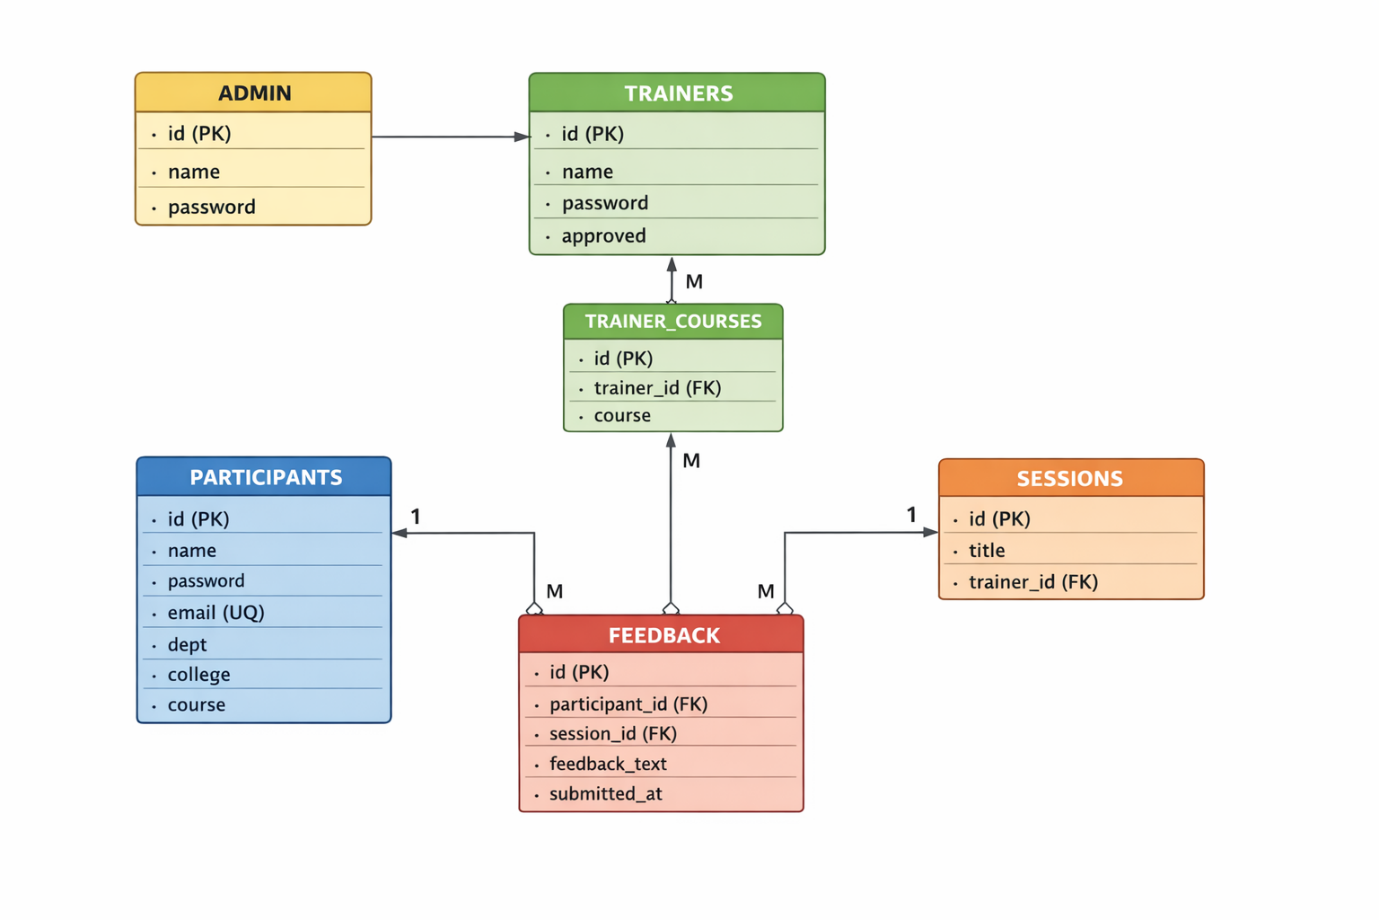 ADMIN
· id (PK)
· name
· password
TRAINERS
· id (PK)
· name
· password
· approved
M
TRAINER_COURSES
· id (PK)
· trainer_id (FK)
· course
M
PARTICIPANTS
· id (PK)
· name
· password
· email (UQ)
· dept
· college
· course
1
M
SESSIONS
· id (PK)
· title
· trainer_id (FK)
1
M
FEEDBACK
· id (PK)
· participant_id (FK)
· session_id (FK)
· feedback_text
· submitted_at